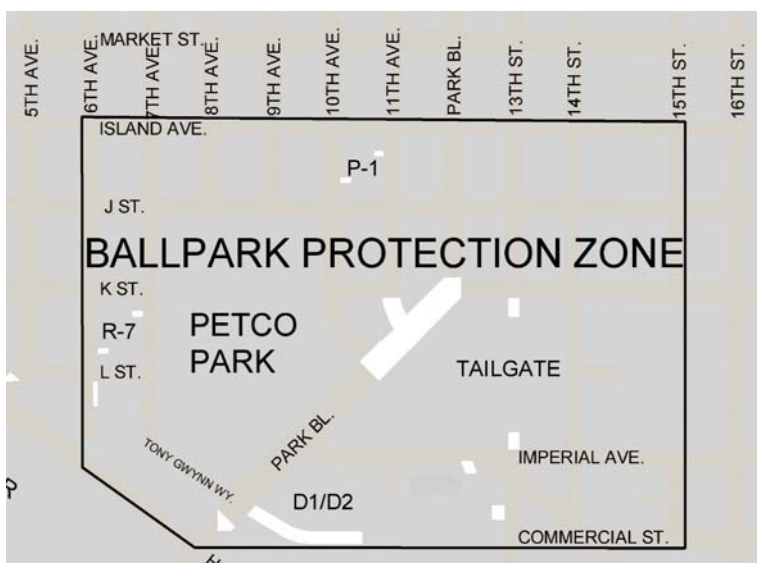 MARKET ST.
5TH AVE.
6TH AVE.
7TH AVE.
8TH AVE.
9TH AVE.
10TH AVE.
11TH AVE.
PARK BL.
13TH ST.
14TH ST.
15TH ST.
16TH ST.
ISLAND AVE.
P-1
J ST.
BALLPARK PROTECTION ZONE
K ST.
R-7
PETCO
PARK
L ST.
TAILGATE
PARK BL.
TONY GWYNN WY.
IMPERIAL AVE.
D1/D2
COMMERCIAL ST.